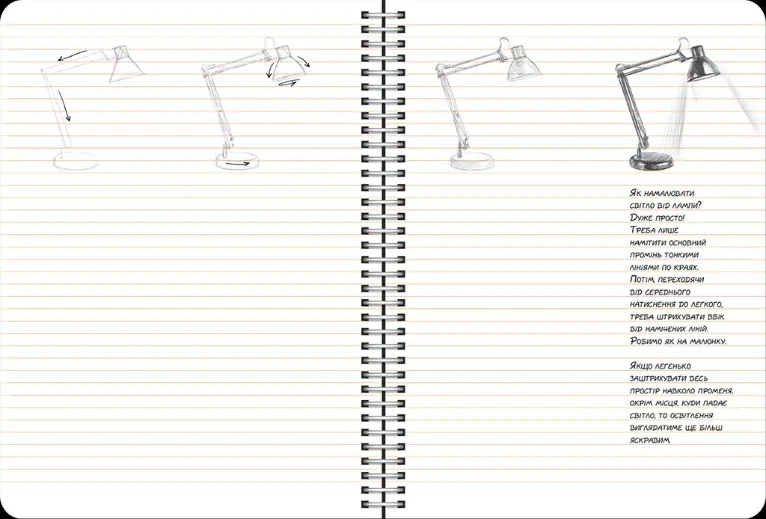 Як намалювати
світло від лампи?
Дуже просто!
Треба лише
намітити основний
промінь тонкими
лініями по краях.
Потім, переходячи
від середнього
натиснення до легкого,
треба штрихувати вбік
від намічених ліній.
Робимо як на малюнку.
Якщо легенько
заштрихувати весь
простір навколо променя,
окрім місця, куди падає
світло, то освітлення
виглядатиме ще більш
яскравим.